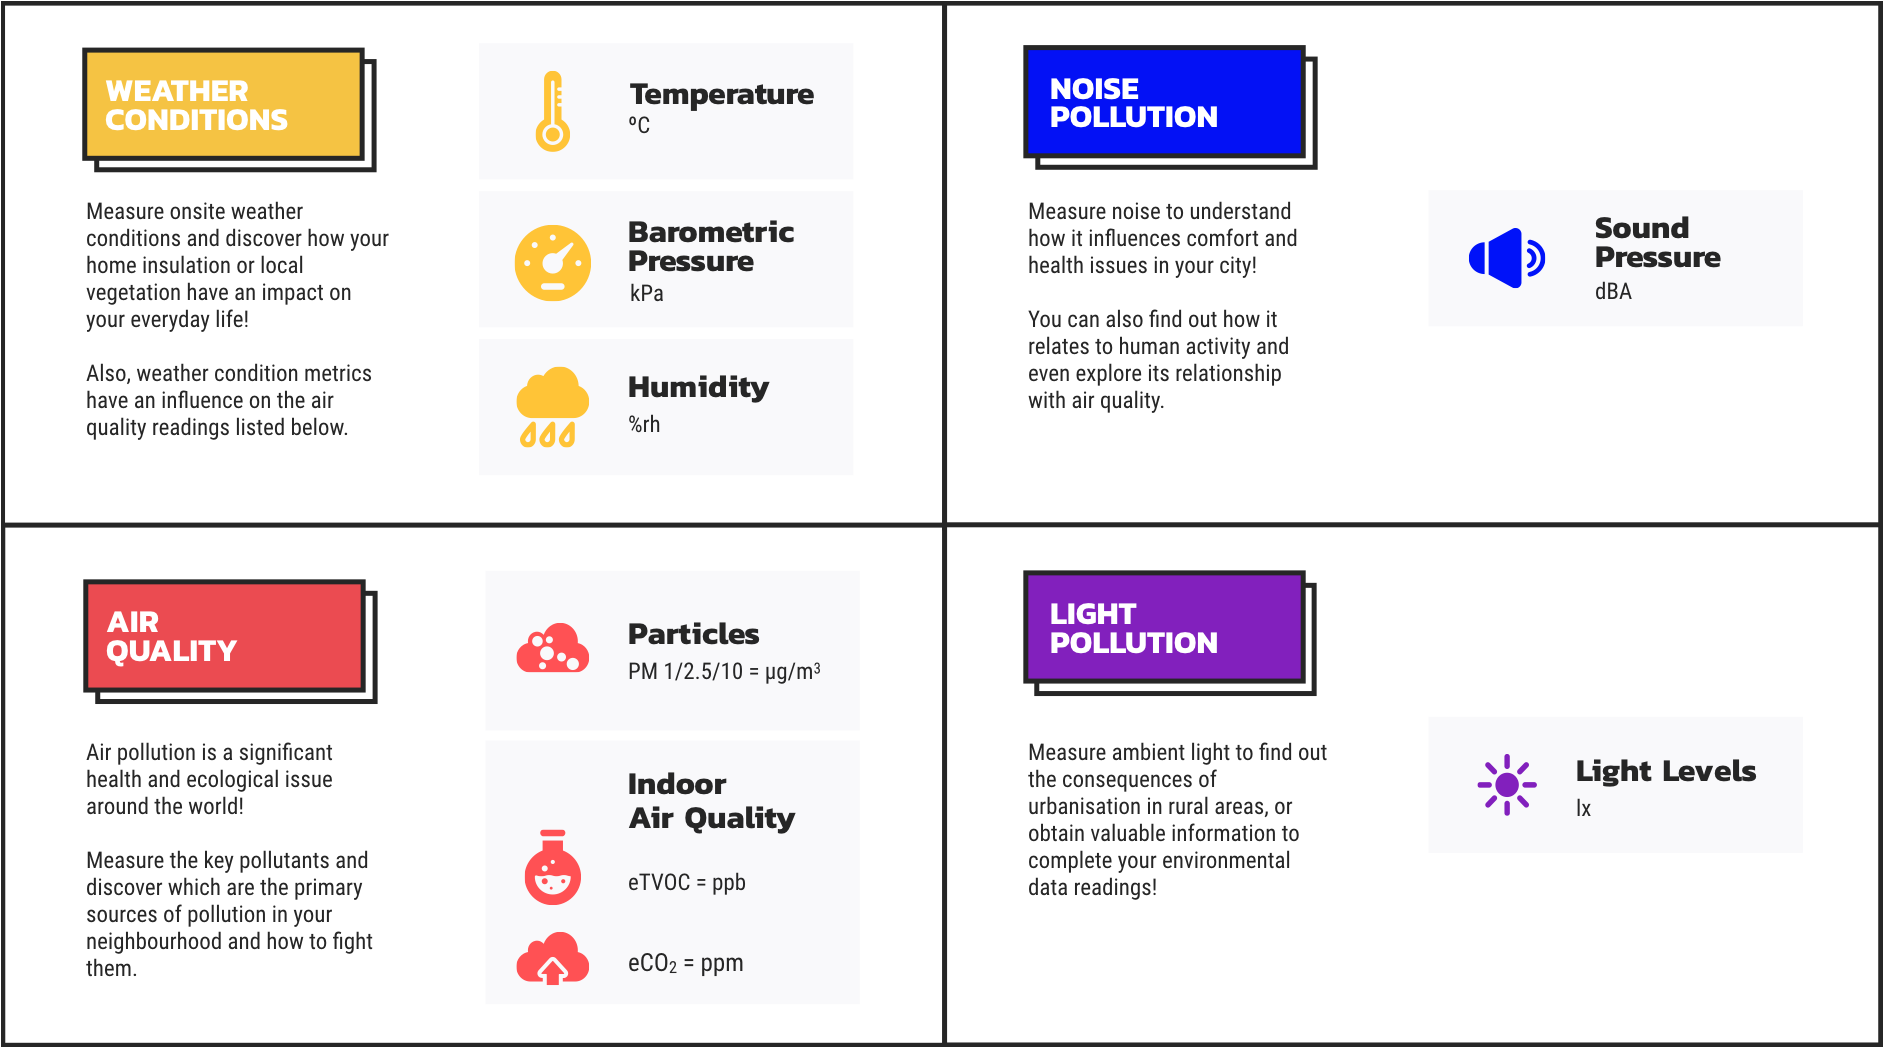 WEATHER
CONDITIONS
Measure onsite weather
conditions and discover how your
home insulation or local
vegetation have an impact on
your everyday life!
Also, weather condition metrics
have an influence on the air
quality readings listed below.
Temperature
ºC
Barometric
Pressure
kPa
Humidity
%rh
NOISE
POLLUTION
Measure noise to understand
how it influences comfort and
health issues in your city!
You can also find out how it
relates to human activity and
even explore its relationship
with air quality.
Sound
Pressure
dBA
AIR
QUALITY
Air pollution is a significant
health and ecological issue
around the world!
Measure the key pollutants and
discover which are the primary
sources of pollution in your
neighbourhood and how to fight
them.
Particles
PM 1/2.5/10 = µg/m³
Indoor
Air Quality
eTVOC = ppb
eCO₂ = ppm
LIGHT
POLLUTION
Measure ambient light to find out
the consequences of
urbanisation in rural areas, or
obtain valuable information to
complete your environmental
data readings!
Light Levels
lx